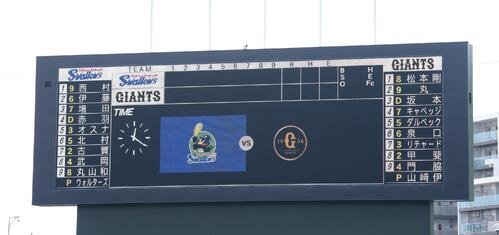 Swallows
TEAM 1 2 3 4 5 6 7 8 9 R H E
Swallows
GIANTS
B
S
O
H
E
Fc
TIME
VS
1934
G
Swallows
1 9 西村
2 6 伊藤
3 7 増田
4 D 赤羽
5 3 オスナ
6 5 北村
7 2 古賀
8 4 武岡
9 8 丸山和
P ウォルターズ
GIANTS
1 8 松本剛
2 9 丸
3 D 坂本
4 7 キャベッジ
5 5 ダルベック
6 6 泉口
7 3 リチャード
8 2 甲斐
9 4 門脇
P 山﨑伊